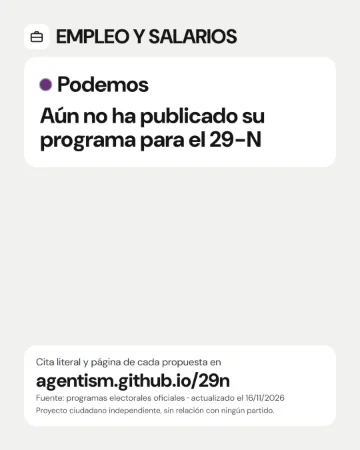 EMPLEO Y SALARIOS
Podemos
Aún no ha publicado su
programa para el 29-N
Cita literal y página de cada propuesta en
agentism.github.io/29n
Fuente: programas electorales oficiales · actualizado el 16/11/2026
Proyecto ciudadano independiente, sin relación con ningún partido.